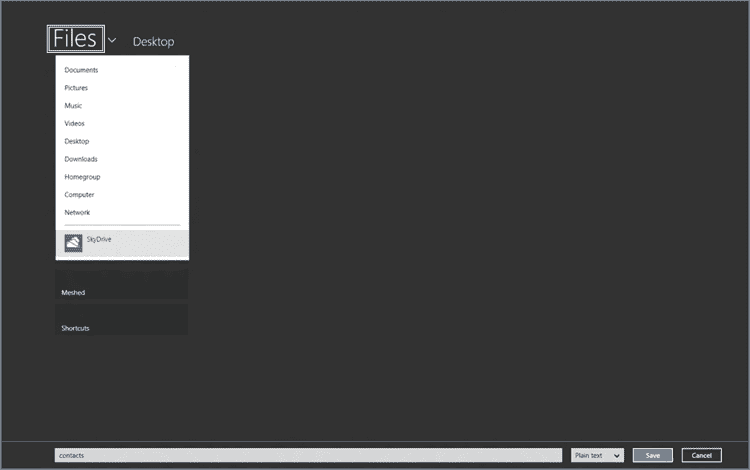 Files
Desktop
Documents
Pictures
Music
Videos
Desktop
Downloads
Homegroup
Computer
Network
SkyDrive
Meshed
Shortcuts
contacts
Plain text
Save
Cancel